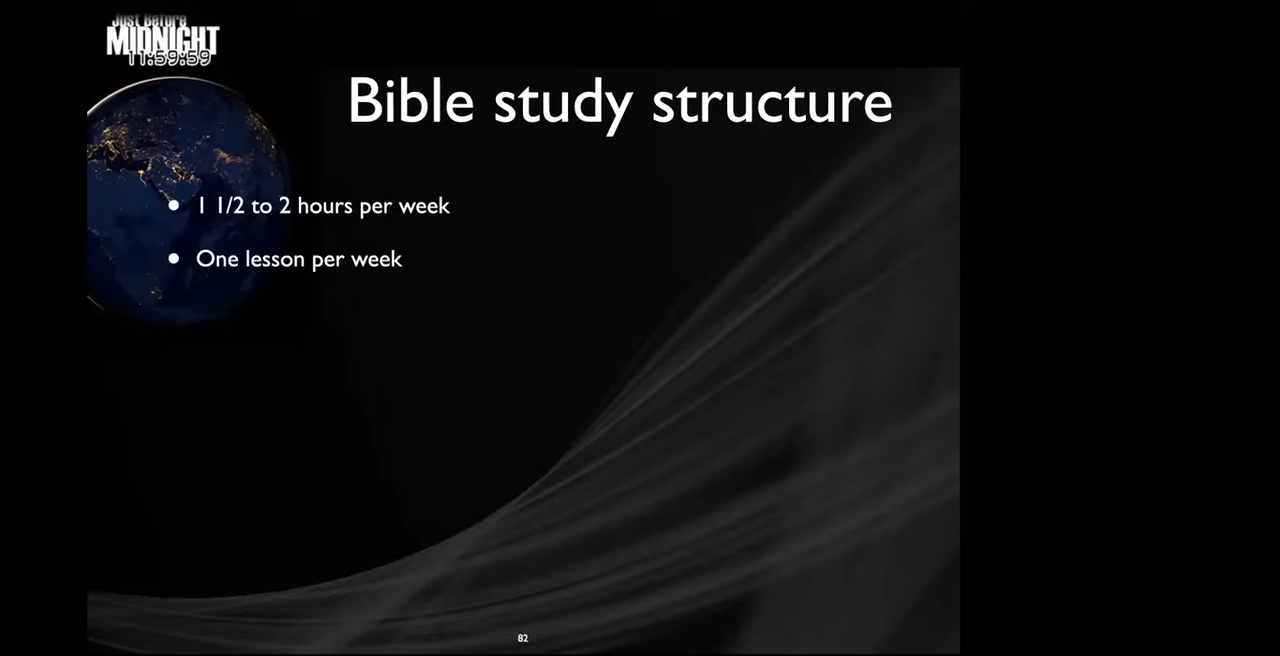 Just Before
MIDNIGHT
11:59:59
Bible study structure
1 1/2 to 2 hours per week
One lesson per week
82